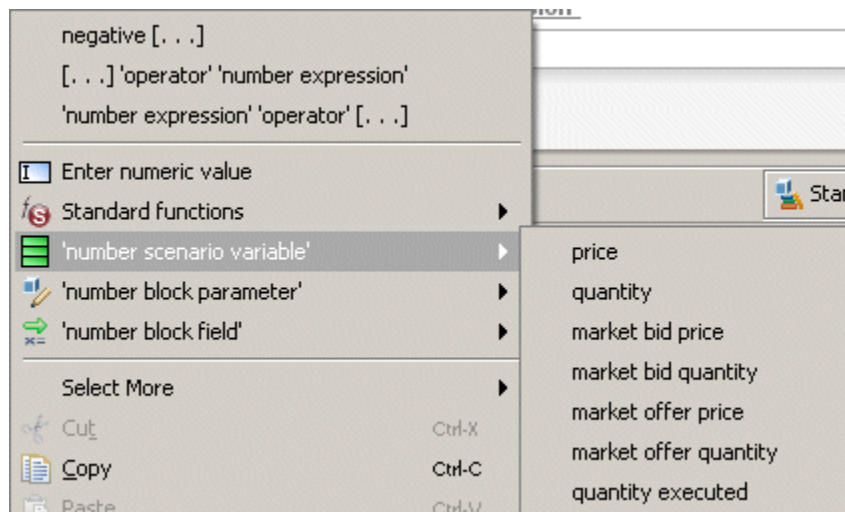 negative [. . .]
[. . .] 'operator' 'number expression'
'number expression' 'operator' [. . .]
Enter numeric value
Standard functions
'number scenario variable'
'number block parameter'
'number block field'
Select More
Cut Ctrl-X
Copy Ctrl-C
Paste Ctrl-V
Star
price
quantity
market bid price
market bid quantity
market offer price
market offer quantity
quantity executed